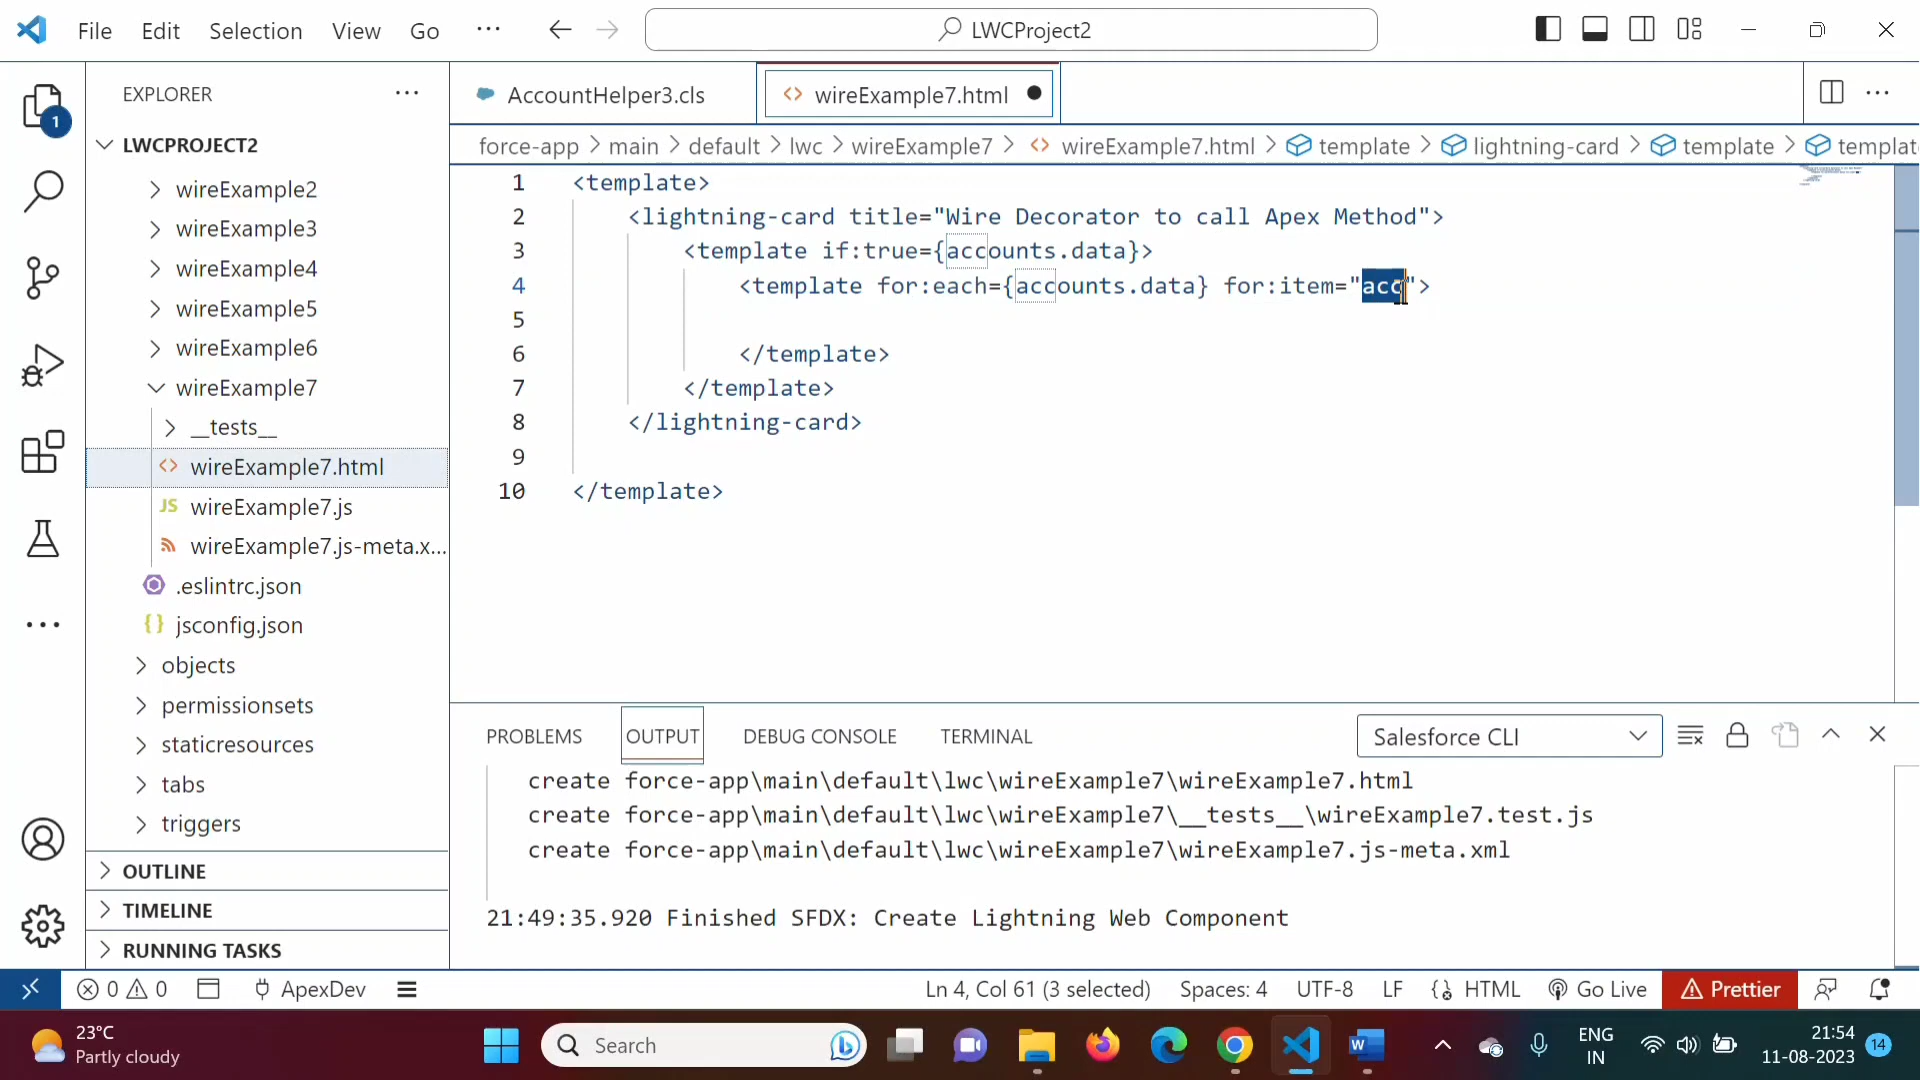 File Edit Selection View Go ··· LWCProject2
EXPLORER ···
1
LWCPROJECT2
wireExample2
wireExample3
wireExample4
wireExample5
wireExample6
wireExample7
__tests__
wireExample7.html
JS wireExample7.js
wireExample7.js-meta.x...
.eslintrc.json
{} jsconfig.json
objects
permissionsets
staticresources
tabs
triggers
OUTLINE
TIMELINE
RUNNING TASKS
AccountHelper3.cls <> wireExample7.html
force-app > main > default > lwc > wireExample7 > <> wireExample7.html > template > lightning-card > template > templat
1 <template>
2 <lightning-card title="Wire Decorator to call Apex Method">
3 <template if:true={accounts.data}>
4 <template for:each={accounts.data} for:item="acc">
5
6 </template>
7 </template>
8 </lightning-card>
9
10 </template>
PROBLEMS OUTPUT DEBUG CONSOLE TERMINAL Salesforce CLI
create force-app\main\default\lwc\wireExample7\wireExample7.html
create force-app\main\default\lwc\wireExample7\__tests__\wireExample7.test.js
create force-app\main\default\lwc\wireExample7\wireExample7.js-meta.xml
21:49:35.920 Finished SFDX: Create Lightning Web Component
0 0 ApexDev Ln 4, Col 61 (3 selected) Spaces: 4 UTF-8 LF HTML Go Live Prettier
23°C
Partly cloudy
Search
ENG
IN
21:54
11-08-2023
14